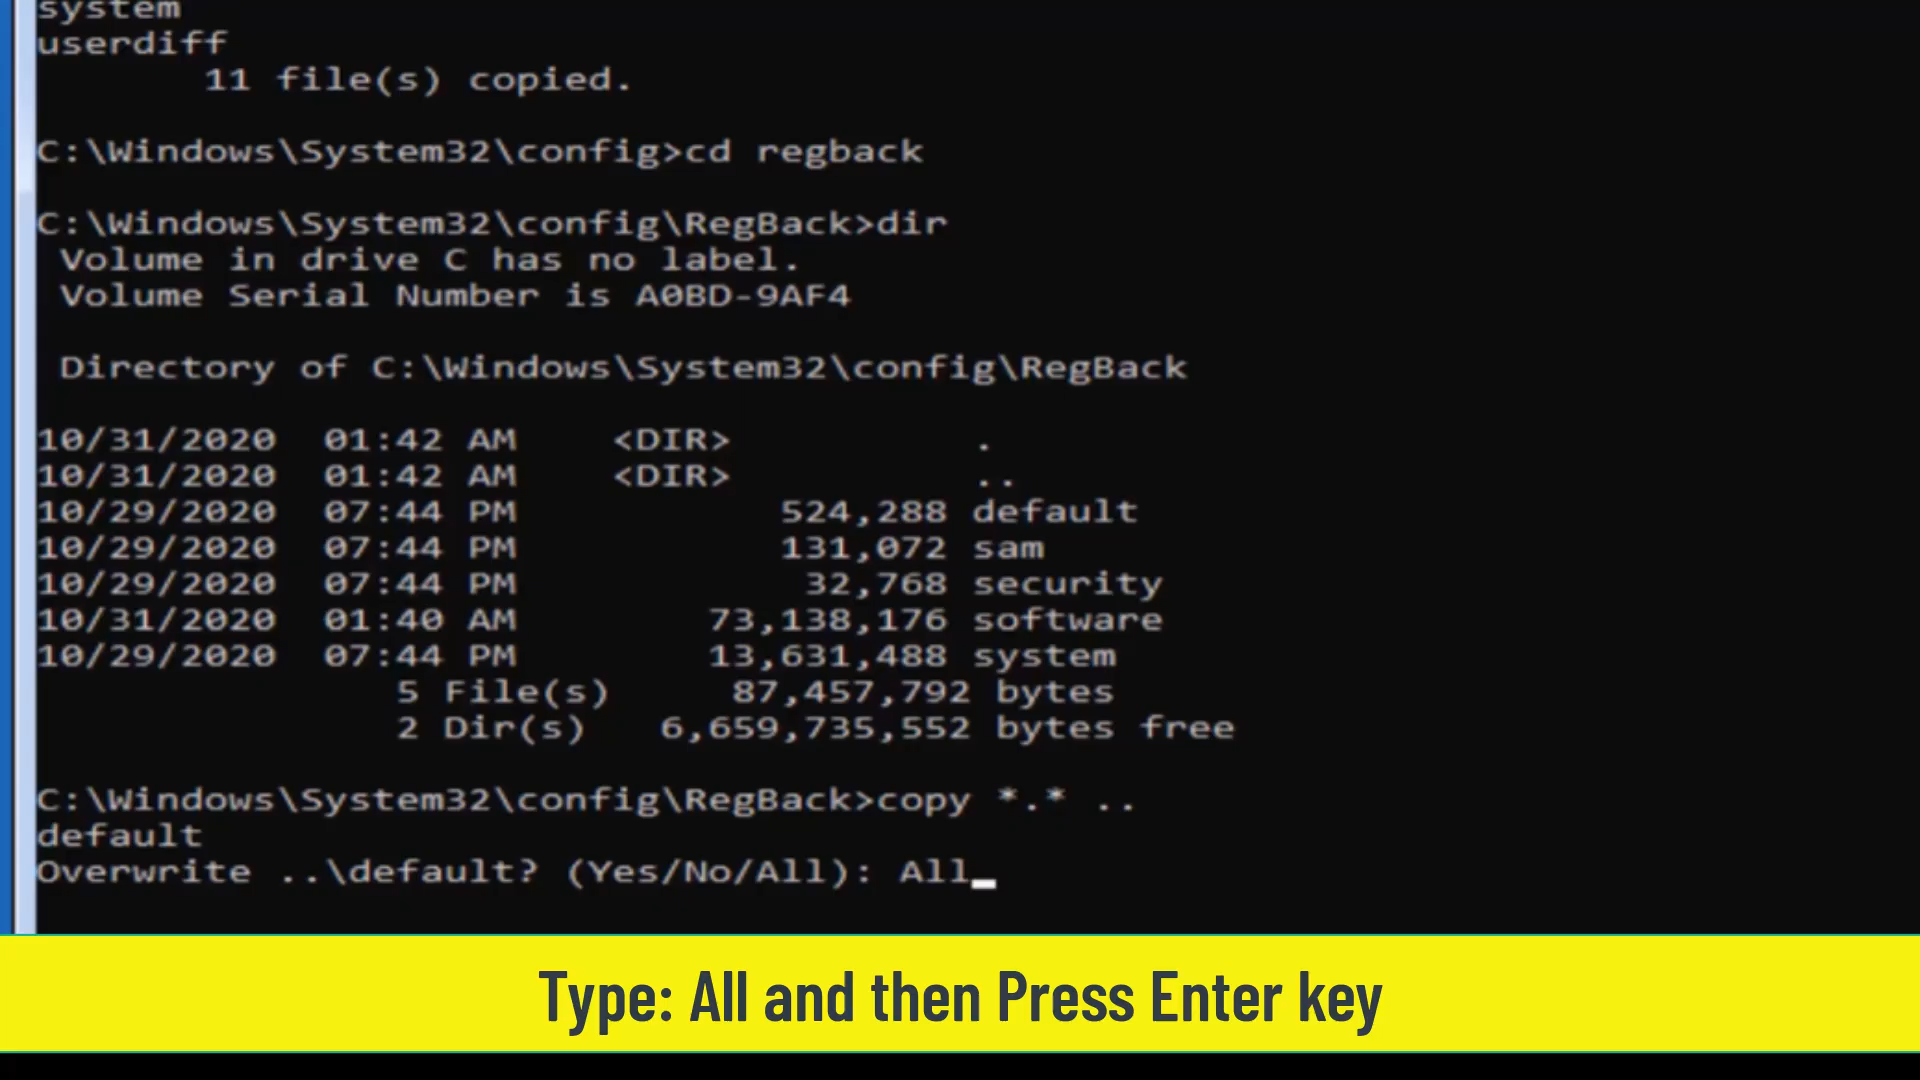 system
userdiff
11 file(s) copied.
C:\Windows\System32\config>cd regback
C:\Windows\System32\config\RegBack>dir
Volume in drive C has no label.
Volume Serial Number is A0BD-9AF4
Directory of C:\Windows\System32\config\RegBack
10/31/2020 01:42 AM <DIR> .
10/31/2020 01:42 AM <DIR> ..
10/29/2020 07:44 PM 524,288 default
10/29/2020 07:44 PM 131,072 sam
10/29/2020 07:44 PM 32,768 security
10/31/2020 01:40 AM 73,138,176 software
10/29/2020 07:44 PM 13,631,488 system
5 File(s) 87,457,792 bytes
2 Dir(s) 6,659,735,552 bytes free
C:\Windows\System32\config\RegBack>copy *.* ..
default
Overwrite ..\default? (Yes/No/All): All
Type: All and then Press Enter key